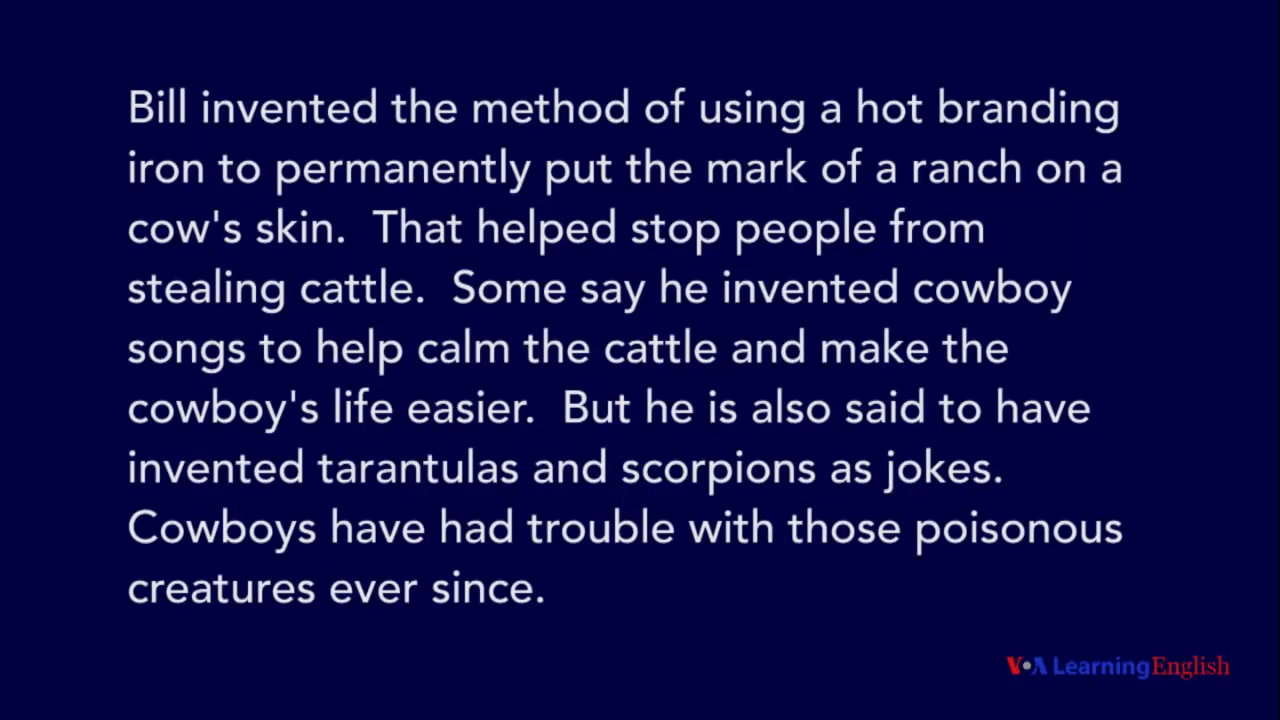 Bill invented the method of using a hot branding
iron to permanently put the mark of a ranch on a
cow's skin.  That helped stop people from
stealing cattle.  Some say he invented cowboy
songs to help calm the cattle and make the
cowboy's life easier.  But he is also said to have
invented tarantulas and scorpions as jokes.
Cowboys have had trouble with those poisonous
creatures ever since.
VOA LearningEnglish